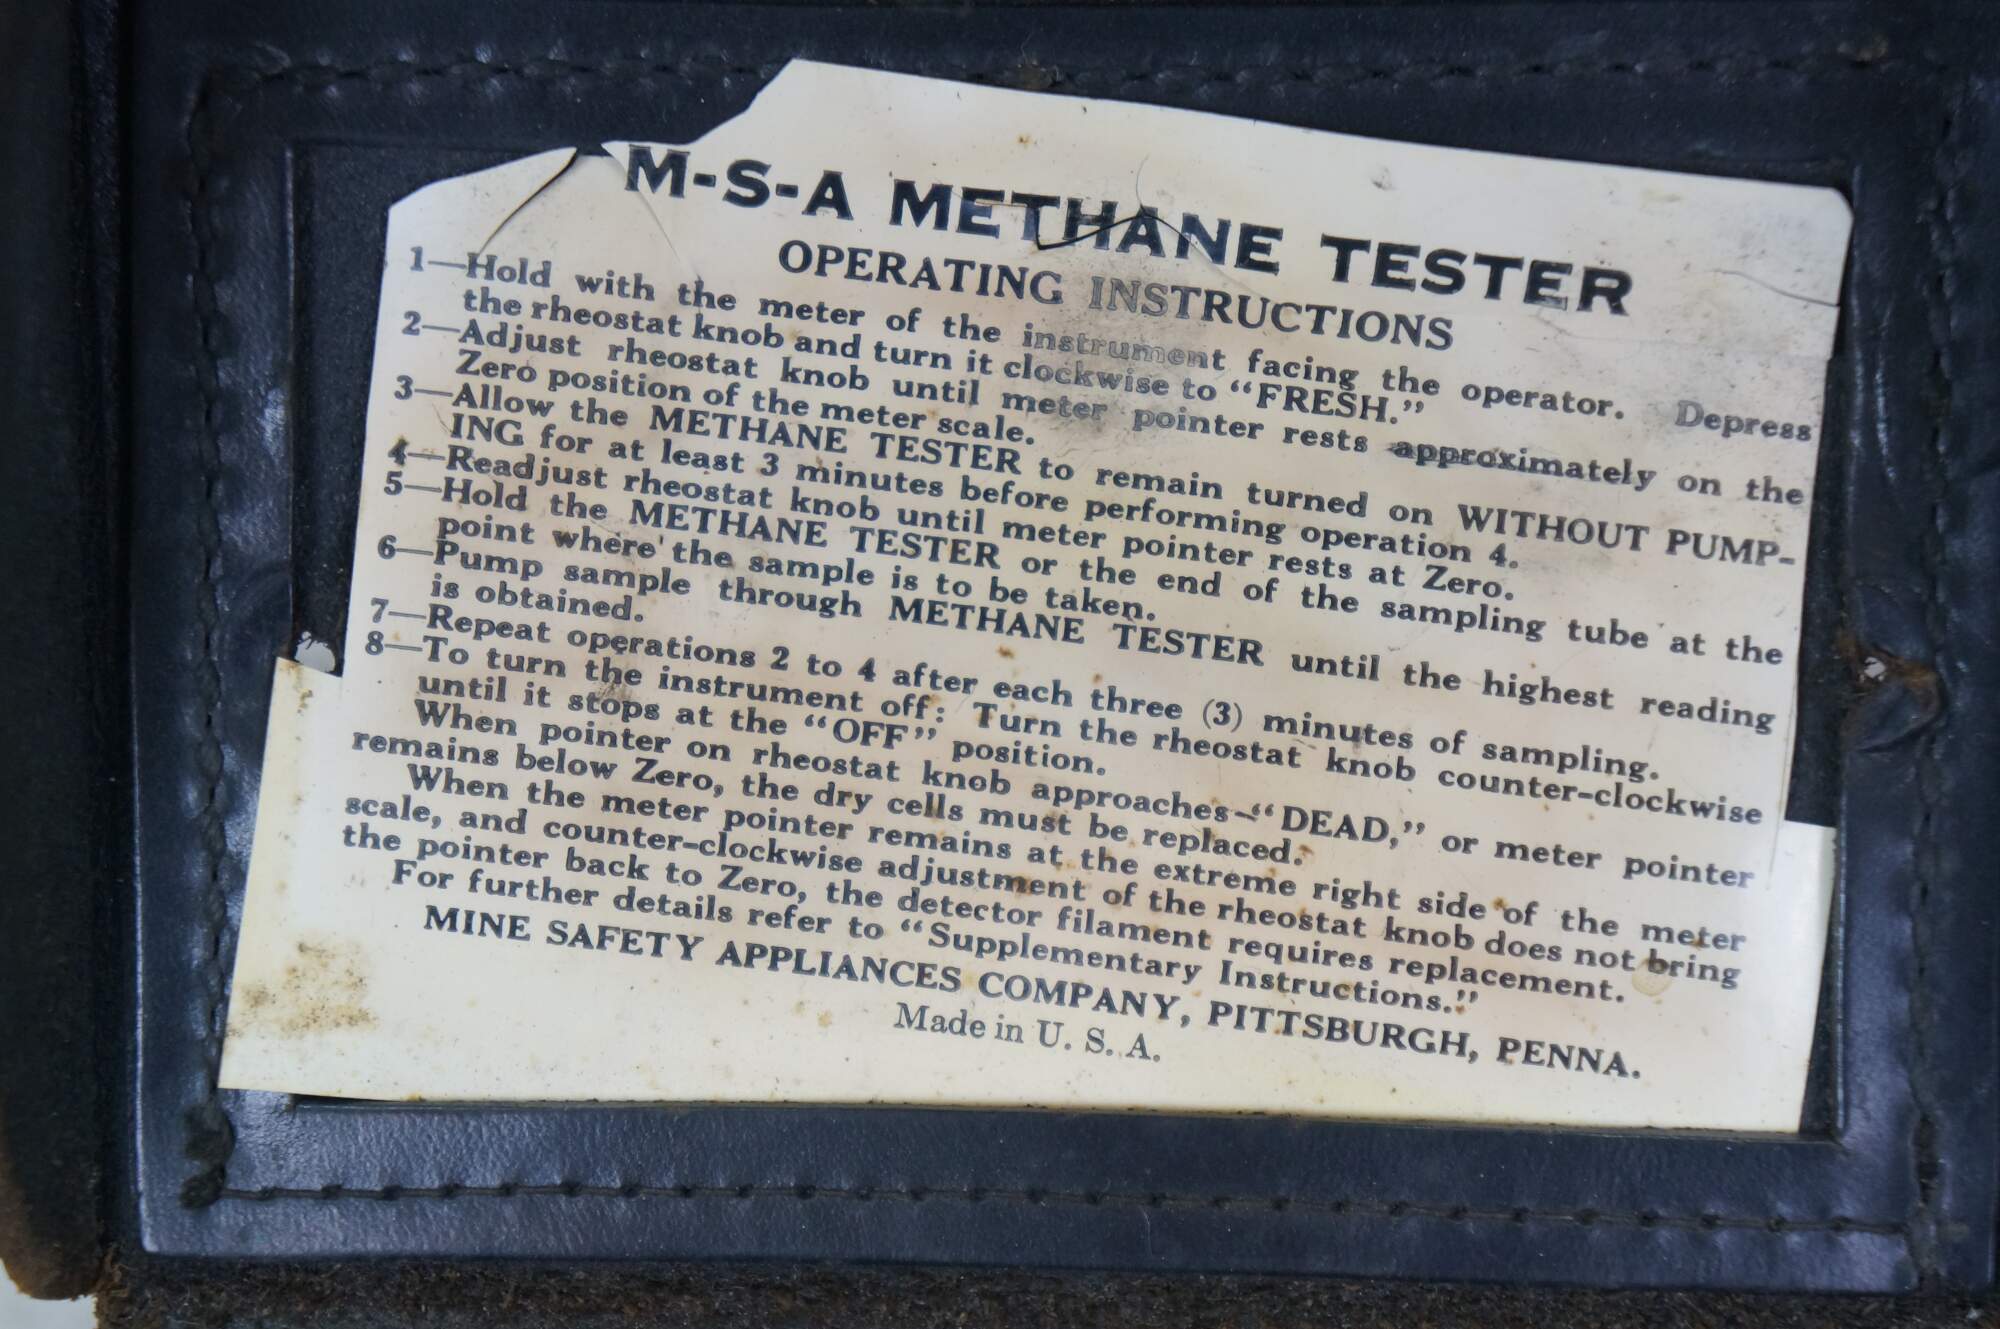 M-S-A METHANE TESTER
OPERATING INSTRUCTIONS
1—Hold with the meter of the instrument facing the operator. Depress
the rheostat knob and turn it clockwise to “FRESH.”
2—Adjust rheostat knob until meter pointer rests approximately on the
Zero position of the meter scale.
3—Allow the METHANE TESTER to remain turned on WITHOUT PUMP-
ING for at least 3 minutes before performing operation 4.
4—Readjust rheostat knob until meter pointer rests at Zero.
5—Hold the METHANE TESTER or the end of the sampling tube at the
point where the sample is to be taken.
6—Pump sample through METHANE TESTER until the highest reading
is obtained.
7—Repeat operations 2 to 4 after each three (3) minutes of sampling.
8—To turn the instrument off: Turn the rheostat knob counter-clockwise
until it stops at the “OFF” position.
When pointer on rheostat knob approaches “DEAD,” or meter pointer
remains below Zero, the dry cells must be replaced.
When the meter pointer remains at the extreme right side of the meter
scale, and counter-clockwise adjustment of the rheostat knob does not bring
the pointer back to Zero, the detector filament requires replacement.
For further details refer to “Supplementary Instructions.”
MINE SAFETY APPLIANCES COMPANY, PITTSBURGH, PENNA.
Made in U. S. A.